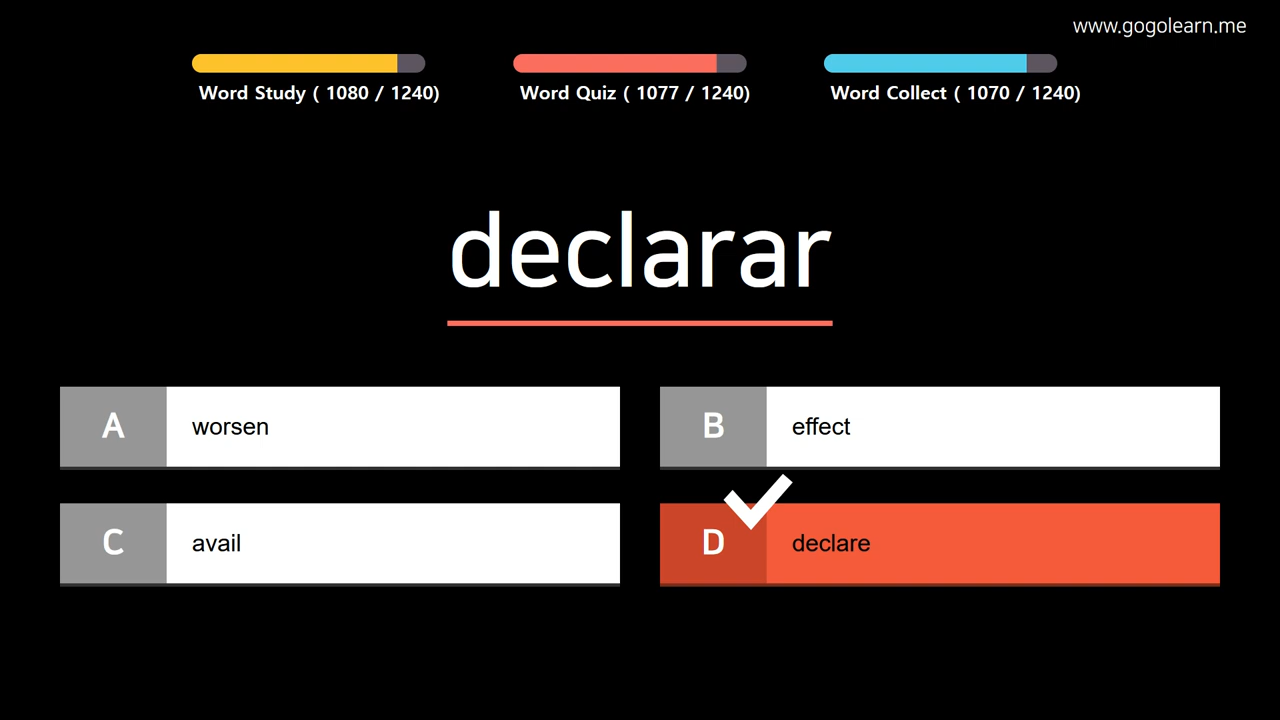 www.gogolearn.me
Word Study ( 1080 / 1240)
Word Quiz ( 1077 / 1240)
Word Collect ( 1070 / 1240)
declarar
A worsen
B effect
C avail
D declare